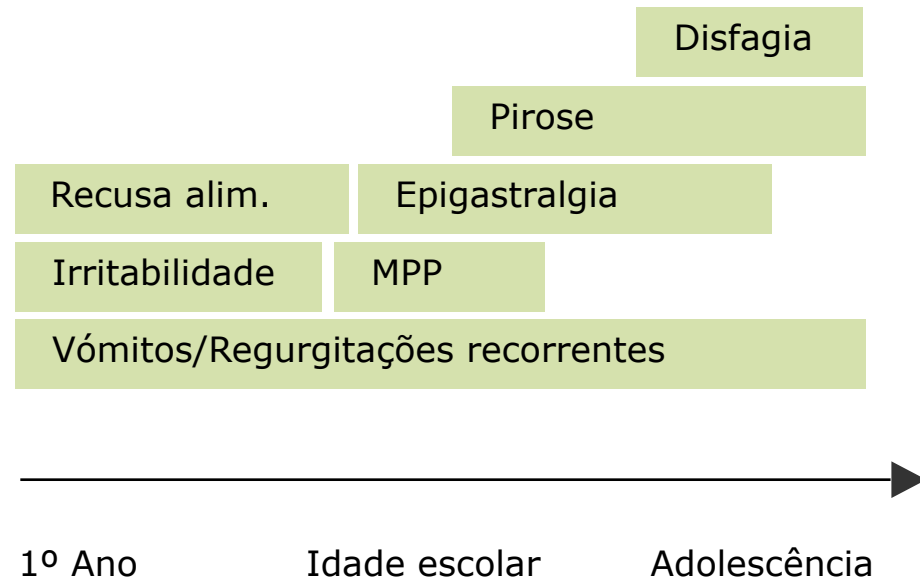 Disfagia
Pirose
Recusa alim. Epigastralgia
Irritabilidade MPP
Vómitos/Regurgitações recorrentes
1º Ano Idade escolar Adolescência